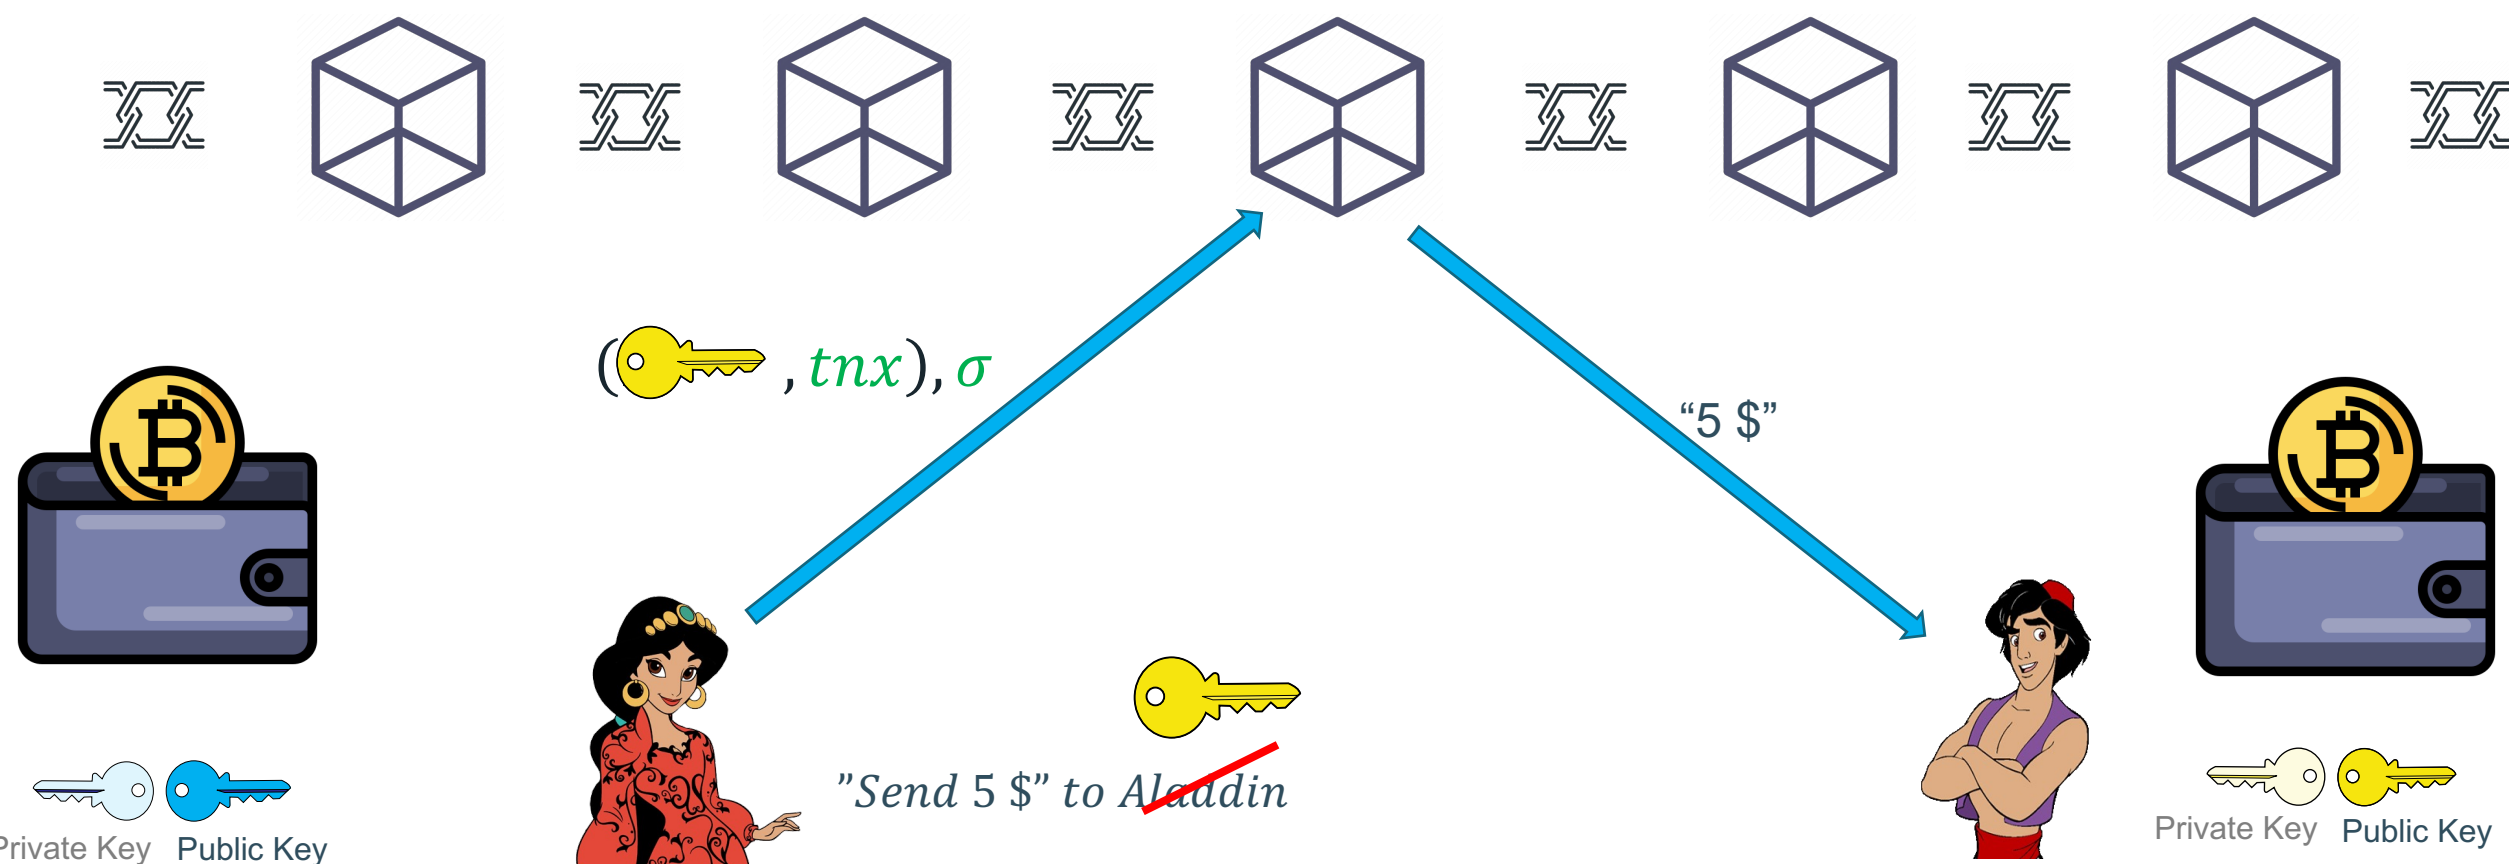 ( , tnx), σ
“5 $”
”Send 5 $” to Aladdin
Private Key
Public Key
Private Key
Public Key